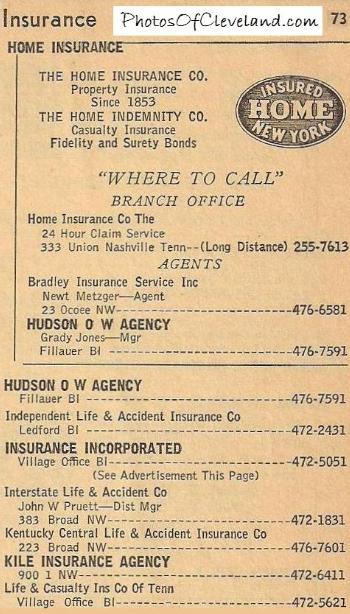 Insurance PhotosOfCleveland.com 73
HOME INSURANCE
THE HOME INSURANCE CO.
Property Insurance
Since 1853
THE HOME INDEMNITY CO.
Casualty Insurance
Fidelity and Surety Bonds
INSURED
HOME
NEW YORK
"WHERE TO CALL"
BRANCH OFFICE
Home Insurance Co The
24 Hour Claim Service
333 Union Nashville Tenn--(Long Distance) 255-7613
AGENTS
Bradley Insurance Service Inc
Newt Metzger—Agent
23 Ocoee NW------------------------476-6581
HUDSON O W AGENCY
Grady Jones—Mgr
Fillauer Bl ------------------------476-7591
HUDSON O W AGENCY
Fillauer Bl ------------------------476-7591
Independent Life & Accident Insurance Co
Ledford Bl ------------------------472-2431
INSURANCE INCORPORATED
Village Office Bl------------------------472-5051
(See Advertisement This Page)
Interstate Life & Accident Co
John W Pruett—Dist Mgr
383 Broad NW------------------------472-1831
Kentucky Central Life & Accident Insurance Co
223 Broad NW------------------------476-7601
KILE INSURANCE AGENCY
900 1 NW------------------------472-6411
Life & Casualty Ins Co Of Tenn
Village Office Bl------------------------472-5621